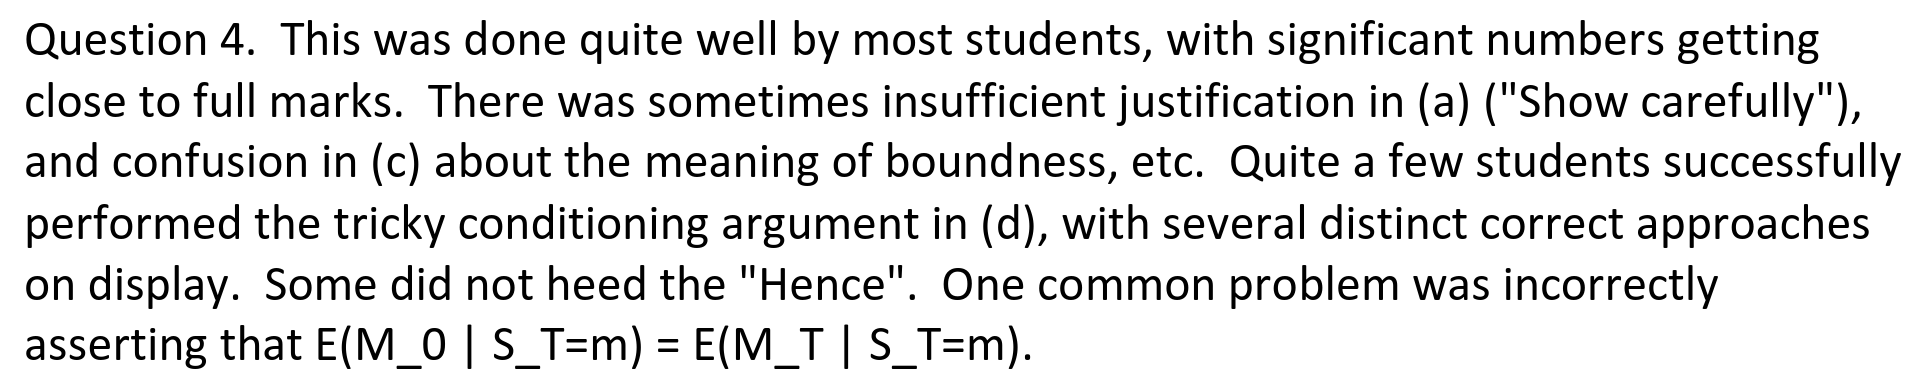 Question 4.  This was done quite well by most students, with significant numbers getting
close to full marks.  There was sometimes insufficient justification in (a) ("Show carefully"),
and confusion in (c) about the meaning of boundness, etc.  Quite a few students successfully
performed the tricky conditioning argument in (d), with several distinct correct approaches
on display.  Some did not heed the "Hence".  One common problem was incorrectly
asserting that E(M_0 | S_T=m) = E(M_T | S_T=m).